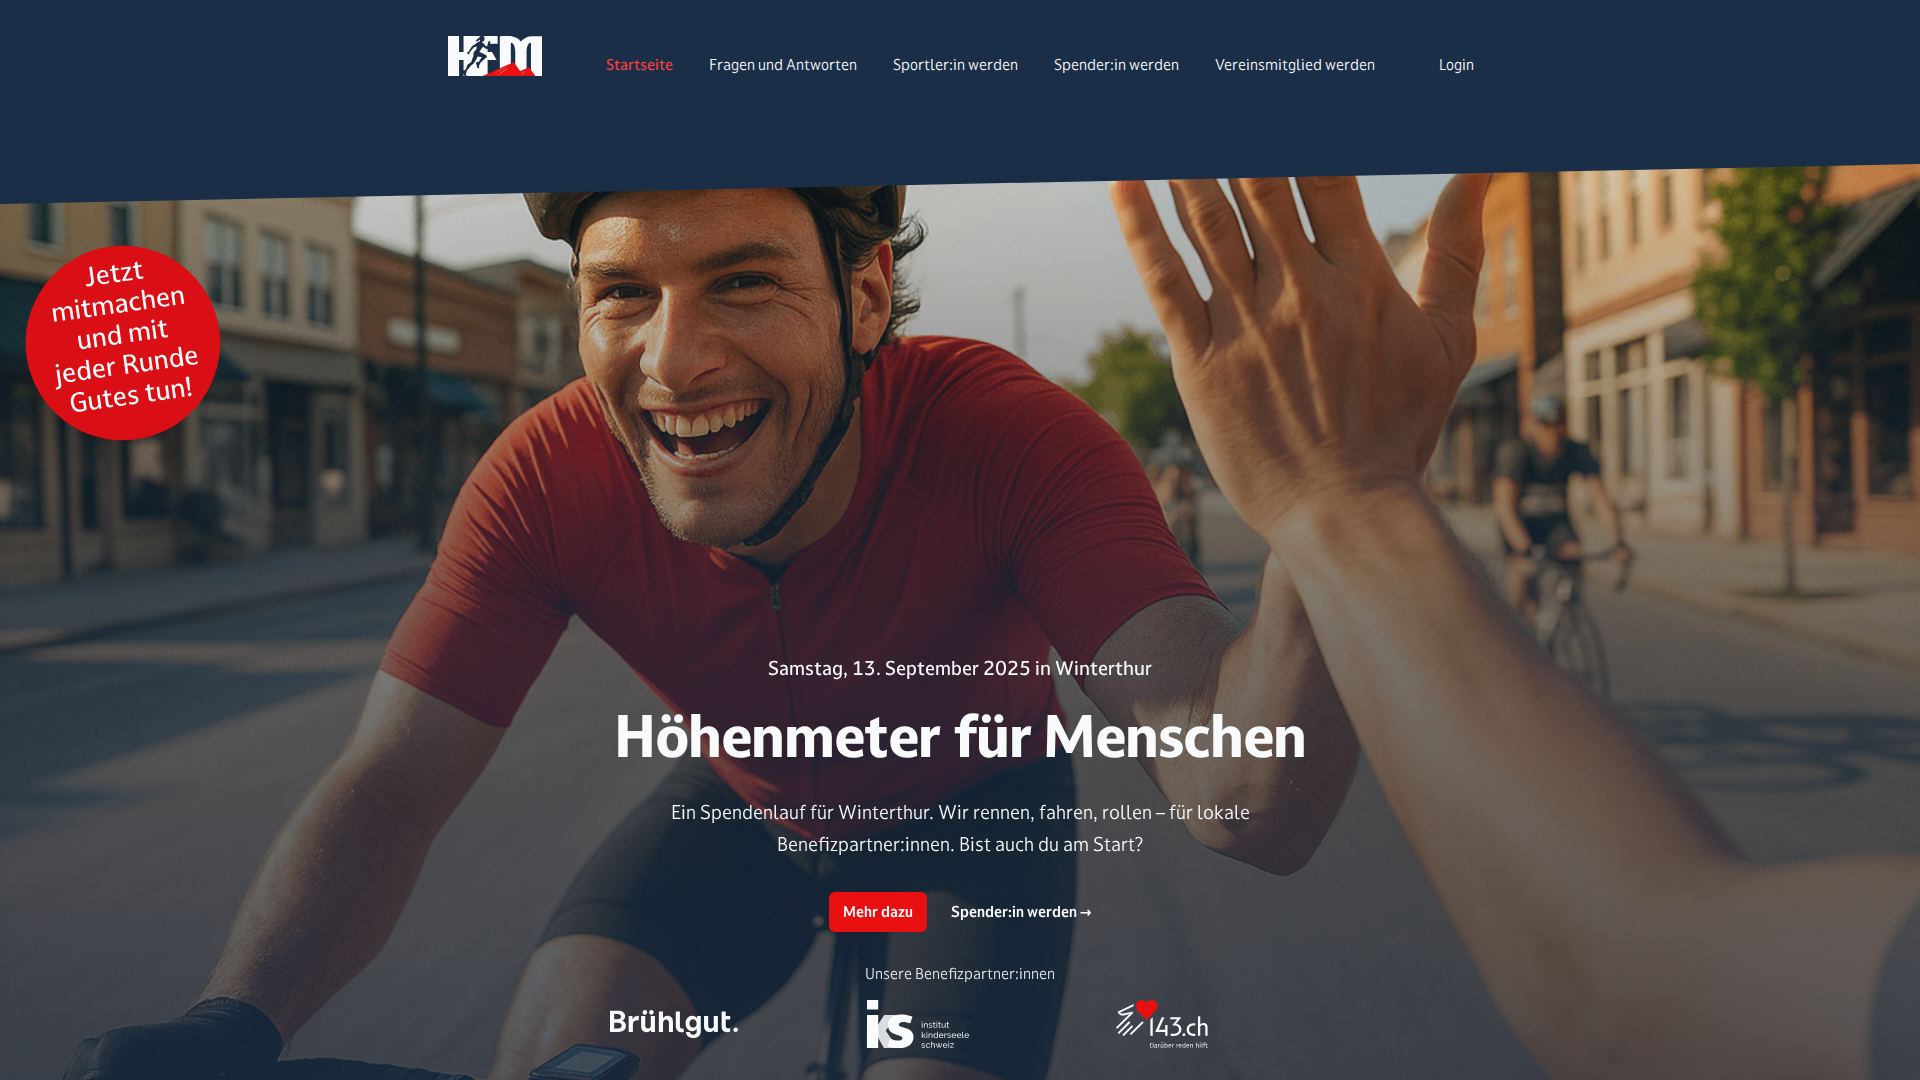 HFM
Startseite
Fragen und Antworten
Sportler:in werden
Spender:in werden
Vereinsmitglied werden
Login
Jetzt
mitmachen
und mit
jeder Runde
Gutes tun!
Samstag, 13. September 2025 in Winterthur
Höhenmeter für Menschen
Ein Spendenlauf für Winterthur. Wir rennen, fahren, rollen – für lokale
Benefizpartner:innen. Bist auch du am Start?
Mehr dazu
Spender:in werden →
Unsere Benefizpartner:innen
Brühlgut.
iks
institut
kinderseele
schweiz
143.ch
Darüber reden hilft